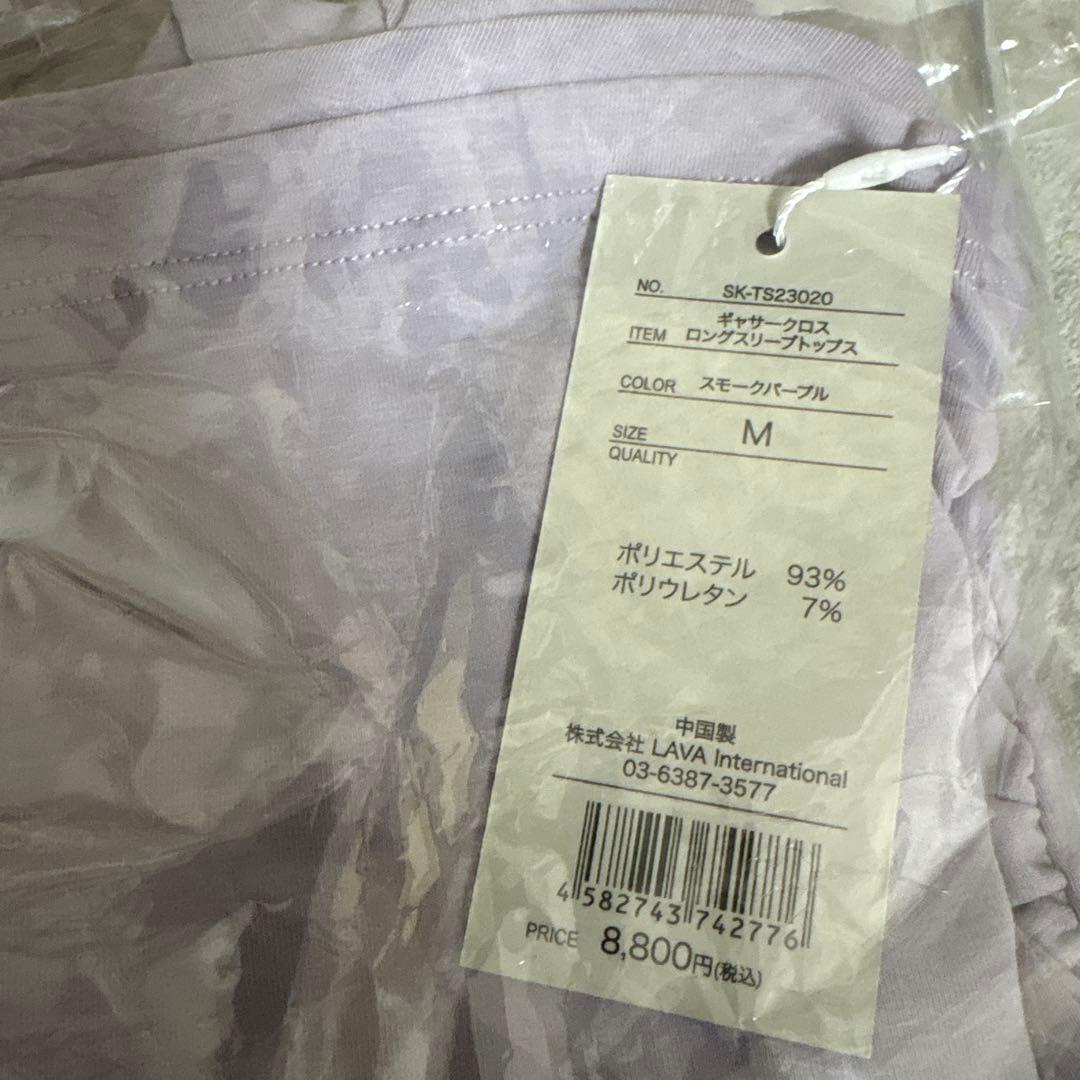 NO. SK-TS23020
ギャサークロス
ITEM ロングスリーブトップス
COLOR スモークパープル
SIZE M
QUALITY
ポリエステル 93%
ポリウレタン 7%
中国製
株式会社 LAVA International
03-6387-3577
4 582743 742776
PRICE 8,800円(税込)